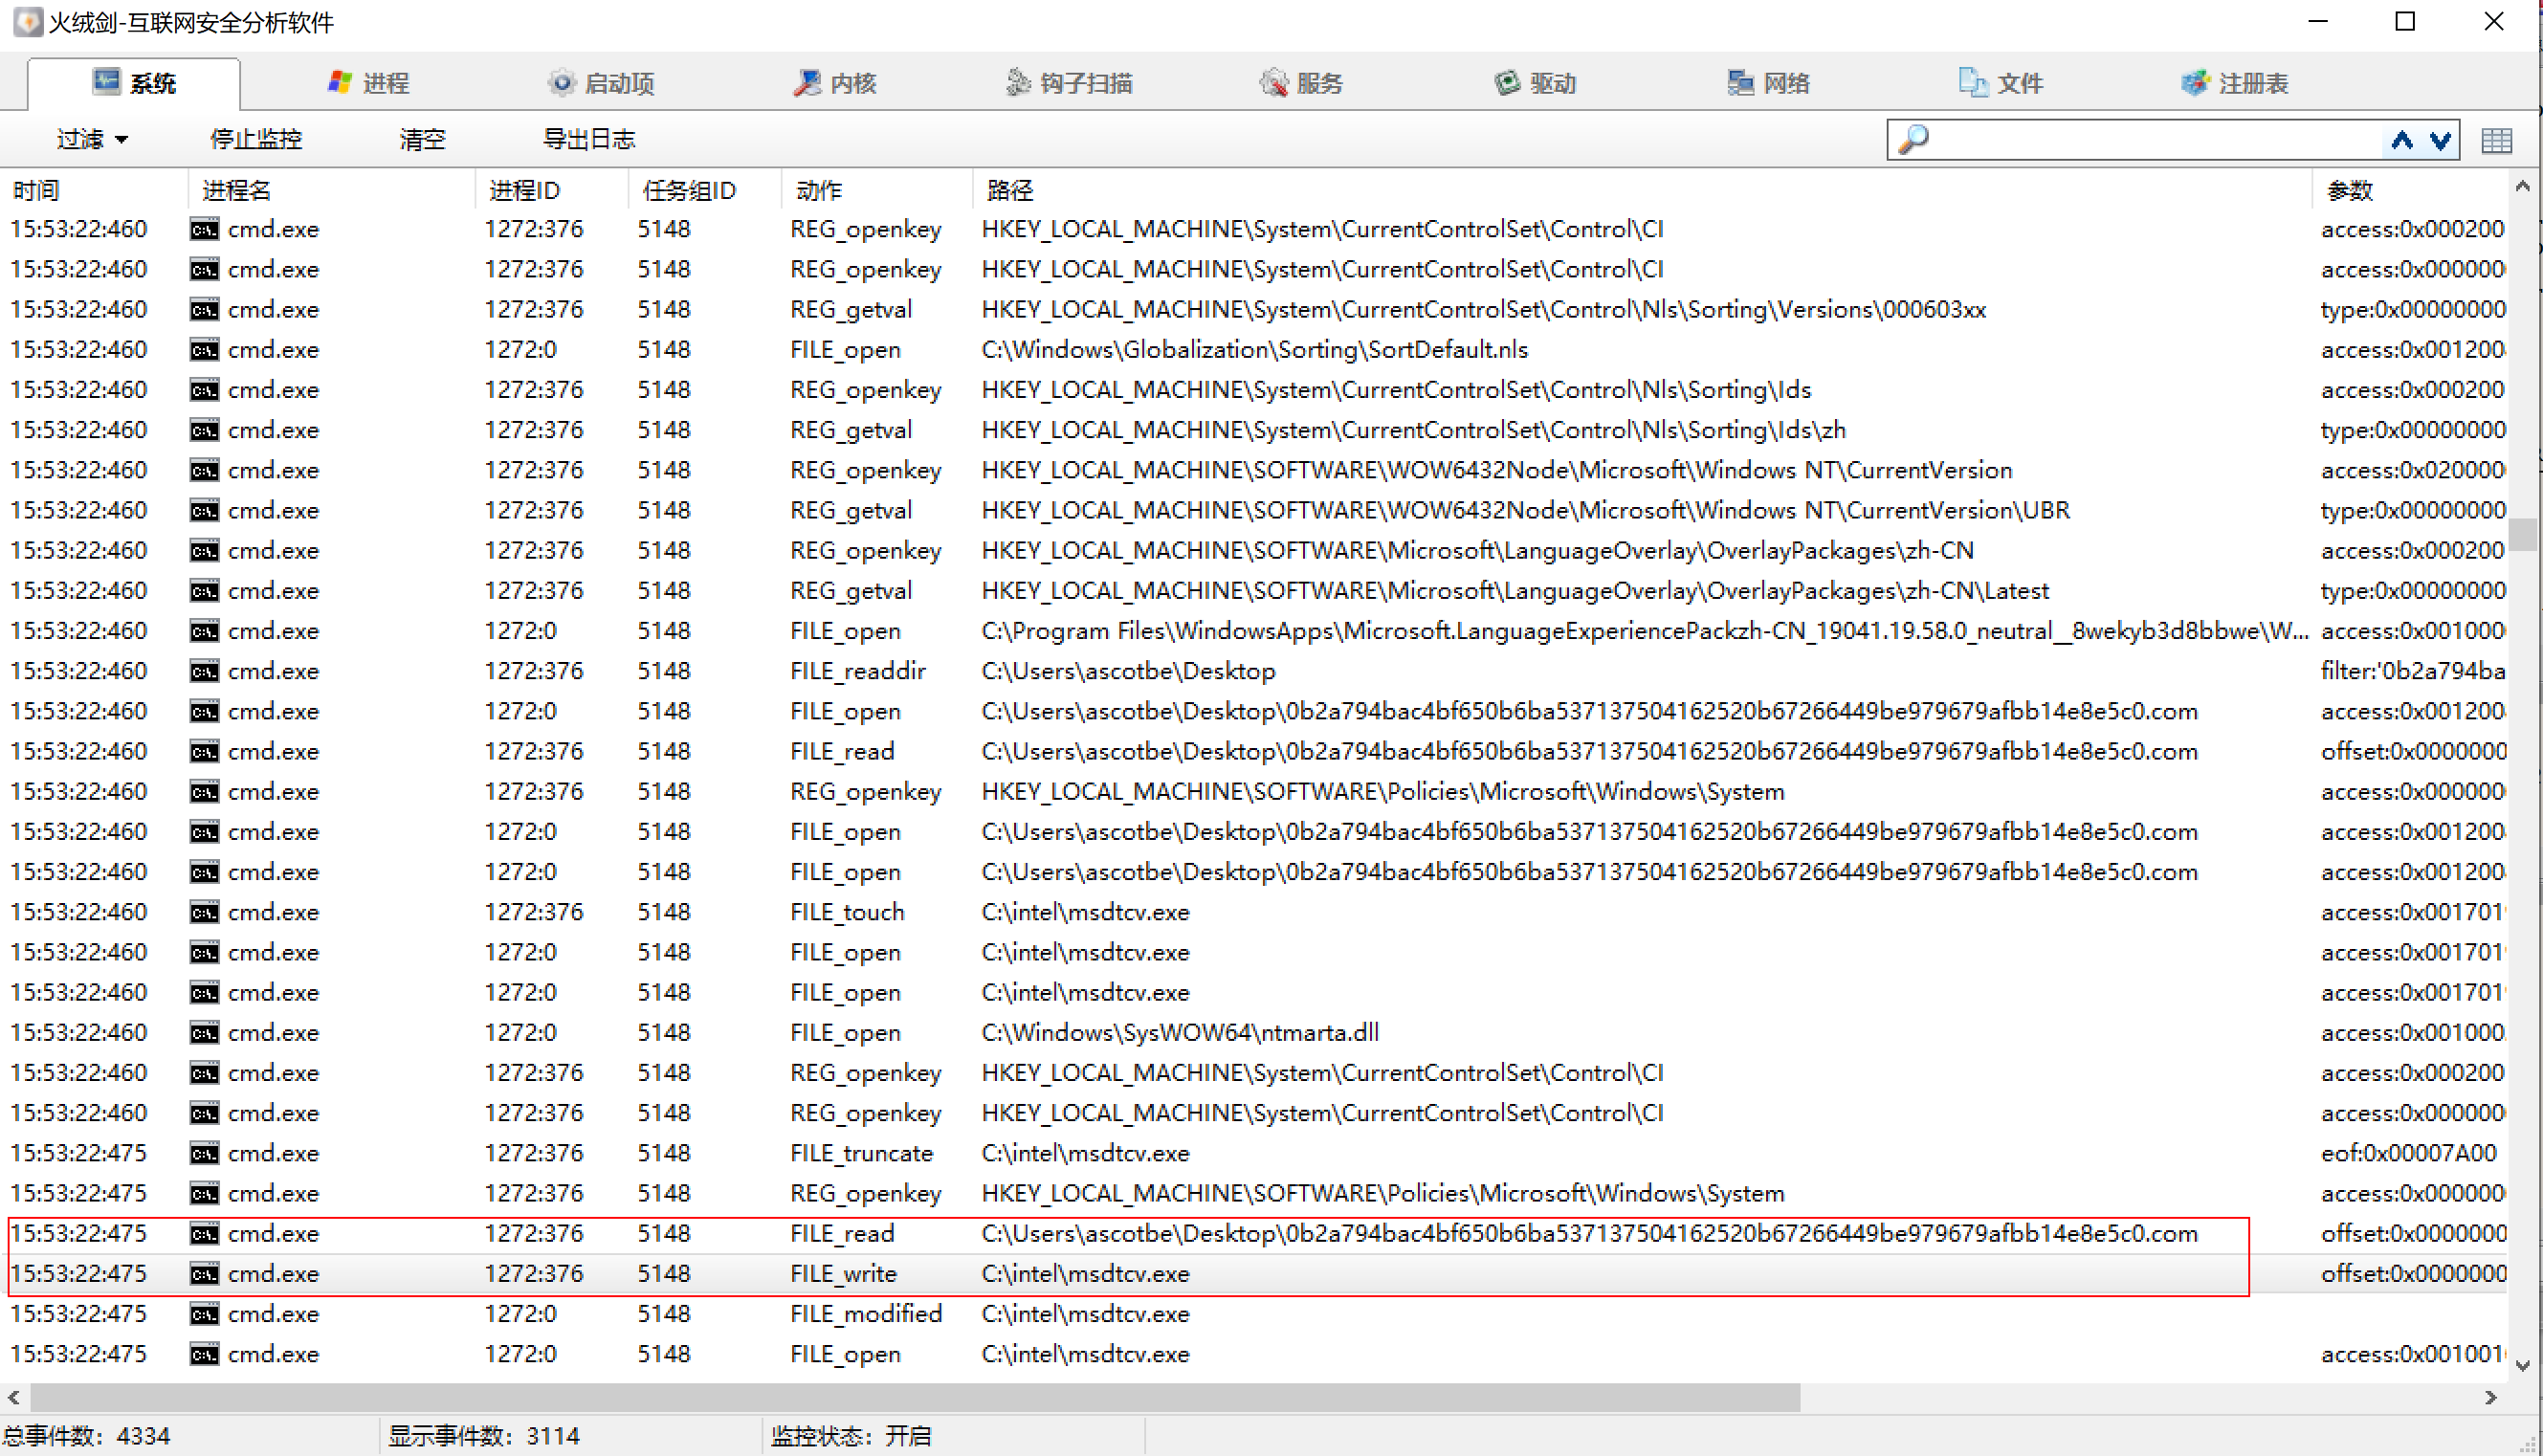 火绒剑-互联网安全分析软件
系统 进程 启动项 内核 钩子扫描 服务 驱动 网络 文件 注册表
过滤 停止监控 清空 导出日志
时间 进程名 进程ID 任务组ID 动作 路径 参数
15:53:22:460 cmd.exe 1272:376 5148 REG_openkey HKEY_LOCAL_MACHINE\System\CurrentControlSet\Control\CI access:0x000200
15:53:22:460 cmd.exe 1272:376 5148 REG_openkey HKEY_LOCAL_MACHINE\System\CurrentControlSet\Control\CI access:0x000000
15:53:22:460 cmd.exe 1272:376 5148 REG_getval HKEY_LOCAL_MACHINE\System\CurrentControlSet\Control\Nls\Sorting\Versions\000603xx type:0x00000000
15:53:22:460 cmd.exe 1272:0 5148 FILE_open C:\Windows\Globalization\Sorting\SortDefault.nls access:0x001200
15:53:22:460 cmd.exe 1272:376 5148 REG_openkey HKEY_LOCAL_MACHINE\System\CurrentControlSet\Control\Nls\Sorting\Ids access:0x000200
15:53:22:460 cmd.exe 1272:376 5148 REG_getval HKEY_LOCAL_MACHINE\System\CurrentControlSet\Control\Nls\Sorting\Ids\zh type:0x00000000
15:53:22:460 cmd.exe 1272:376 5148 REG_openkey HKEY_LOCAL_MACHINE\SOFTWARE\WOW6432Node\Microsoft\Windows NT\CurrentVersion access:0x020000
15:53:22:460 cmd.exe 1272:376 5148 REG_getval HKEY_LOCAL_MACHINE\SOFTWARE\WOW6432Node\Microsoft\Windows NT\CurrentVersion\UBR type:0x00000000
15:53:22:460 cmd.exe 1272:376 5148 REG_openkey HKEY_LOCAL_MACHINE\SOFTWARE\Microsoft\LanguageOverlay\OverlayPackages\zh-CN access:0x000200
15:53:22:460 cmd.exe 1272:376 5148 REG_getval HKEY_LOCAL_MACHINE\SOFTWARE\Microsoft\LanguageOverlay\OverlayPackages\zh-CN\Latest type:0x00000000
15:53:22:460 cmd.exe 1272:0 5148 FILE_open C:\Program Files\WindowsApps\Microsoft.LanguageExperiencePackzh-CN_19041.19.58.0_neutral__8wekyb3d8bbwe\W... access:0x001000
15:53:22:460 cmd.exe 1272:376 5148 FILE_readdir C:\Users\ascotbe\Desktop filter:'0b2a794ba
15:53:22:460 cmd.exe 1272:0 5148 FILE_open C:\Users\ascotbe\Desktop\0b2a794bac4bf650b6ba537137504162520b67266449be979679afbb14e8e5c0.com access:0x001200
15:53:22:460 cmd.exe 1272:376 5148 FILE_read C:\Users\ascotbe\Desktop\0b2a794bac4bf650b6ba537137504162520b67266449be979679afbb14e8e5c0.com offset:0x0000000
15:53:22:460 cmd.exe 1272:376 5148 REG_openkey HKEY_LOCAL_MACHINE\SOFTWARE\Policies\Microsoft\Windows\System access:0x000000
15:53:22:460 cmd.exe 1272:0 5148 FILE_open C:\Users\ascotbe\Desktop\0b2a794bac4bf650b6ba537137504162520b67266449be979679afbb14e8e5c0.com access:0x001200
15:53:22:460 cmd.exe 1272:0 5148 FILE_open C:\Users\ascotbe\Desktop\0b2a794bac4bf650b6ba537137504162520b67266449be979679afbb14e8e5c0.com access:0x001200
15:53:22:460 cmd.exe 1272:376 5148 FILE_touch C:\intel\msdtcv.exe access:0x001701
15:53:22:460 cmd.exe 1272:0 5148 FILE_open C:\intel\msdtcv.exe access:0x001701
15:53:22:460 cmd.exe 1272:0 5148 FILE_open C:\intel\msdtcv.exe access:0x001701
15:53:22:460 cmd.exe 1272:0 5148 FILE_open C:\Windows\SysWOW64\ntmarta.dll access:0x001000
15:53:22:460 cmd.exe 1272:376 5148 REG_openkey HKEY_LOCAL_MACHINE\System\CurrentControlSet\Control\CI access:0x000200
15:53:22:460 cmd.exe 1272:376 5148 REG_openkey HKEY_LOCAL_MACHINE\System\CurrentControlSet\Control\CI access:0x000000
15:53:22:475 cmd.exe 1272:376 5148 FILE_truncate C:\intel\msdtcv.exe eof:0x00007A00
15:53:22:475 cmd.exe 1272:376 5148 REG_openkey HKEY_LOCAL_MACHINE\SOFTWARE\Policies\Microsoft\Windows\System access:0x000000
15:53:22:475 cmd.exe 1272:376 5148 FILE_read C:\Users\ascotbe\Desktop\0b2a794bac4bf650b6ba537137504162520b67266449be979679afbb14e8e5c0.com offset:0x0000000
15:53:22:475 cmd.exe 1272:376 5148 FILE_write C:\intel\msdtcv.exe offset:0x0000000
15:53:22:475 cmd.exe 1272:0 5148 FILE_modified C:\intel\msdtcv.exe
15:53:22:475 cmd.exe 1272:0 5148 FILE_open C:\intel\msdtcv.exe access:0x001001
总事件数：4334 显示事件数：3114 监控状态：开启